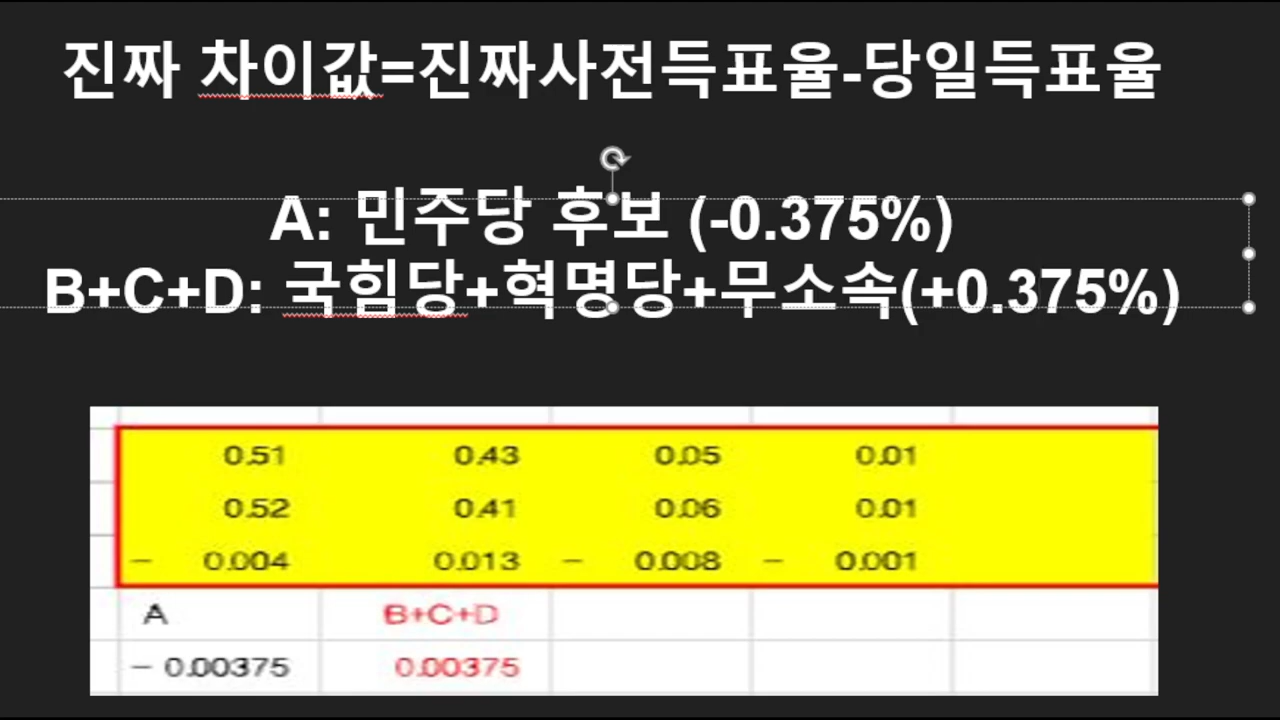 진짜 차이값=진짜사전득표율-당일득표율
A: 민주당 후보 (-0.375%)
B+C+D: 국힘당+혁명당+무소속(+0.375%)
0.51 0.43 0.05 0.01
0.52 0.41 0.06 0.01
- 0.004 0.013 - 0.008 - 0.001
A B+C+D
- 0.00375 0.00375